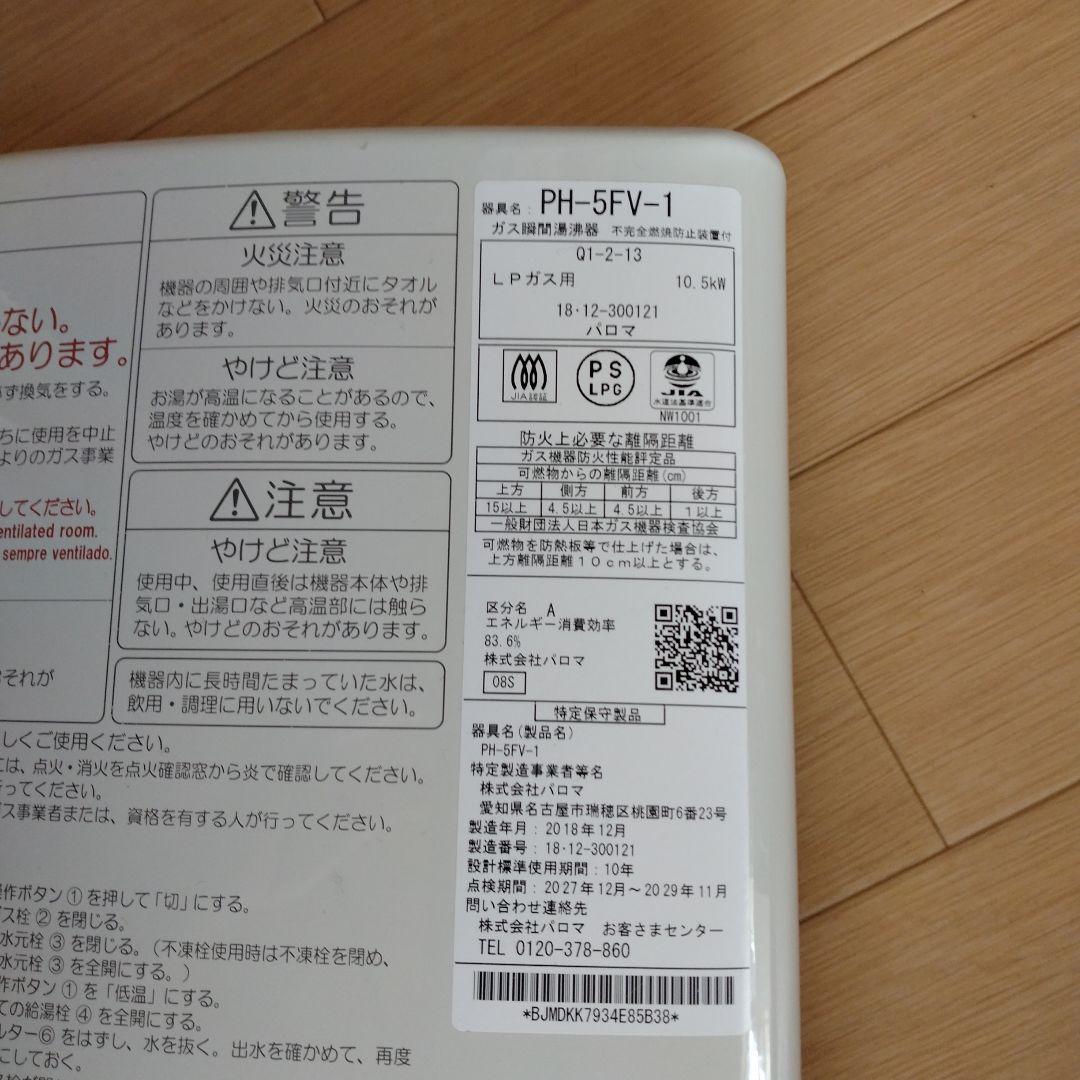 ない。
あります。
ず換気をする。
ちに使用を中止
よりのガス事業
してください。
entilated room.
sempre ventilado.
それが
警告
火災注意
機器の周囲や排気口付近にタオル
などをかけない。火災のおそれが
あります。
やけど注意
お湯が高温になることがあるので、
温度を確かめてから使用する。
やけどのおそれがあります。
注意
やけど注意
使用中、使用直後は機器本体や排
気口・出湯口など高温部には触ら
ない。やけどのおそれがあります。
機器内に長時間たまっていた水は、
飲用・調理に用いないでください。
しくご使用ください。
には、点火・消火を点火確認窓から炎で確認してください。
行ってください。
ガス事業者または、資格を有する人が行ってください。
操作ボタン①を押して「切」にする。
ガス栓②を閉じる。
水元栓③を閉じる。（不凍栓使用時は不凍栓を閉め、
水元栓③を全開にする。）
作ボタン①を「低温」にする。
ての給湯栓④を全開にする。
ルター⑥をはずし、水を抜く。出水を確かめて、再度
にしておく。
器具名：PH-5FV-1
ガス瞬間湯沸器 不完全燃焼防止装置付
Q1-2-13
LPガス用 10.5kW
18・12-300121
パロマ
JIA認証
PS
LPG
JIA
水道法基準適合
NW1001
防火上必要な離隔距離
ガス機器防火性能評定品
可燃物からの離隔距離(cm)
上方 側方 前方 後方
15以上 4.5以上 4.5以上 1以上
一般財団法人日本ガス機器検査協会
可燃物を防熱板等で仕上げた場合は、
上方離隔距離10cm以上とする。
区分名 A
エネルギー消費効率
83.6%
株式会社パロマ
08S
特定保守製品
器具名(製品名)
PH-5FV-1
特定製造事業者等名
株式会社パロマ
愛知県名古屋市瑞穂区桃園町6番23号
製造年月：2018年12月
製造番号：18・12-300121
設計標準使用期間：10年
点検期間：2027年12月～2029年11月
問い合わせ連絡先
株式会社パロマ お客さまセンター
TEL 0120-378-860
*BJMDKK7934E85B38*